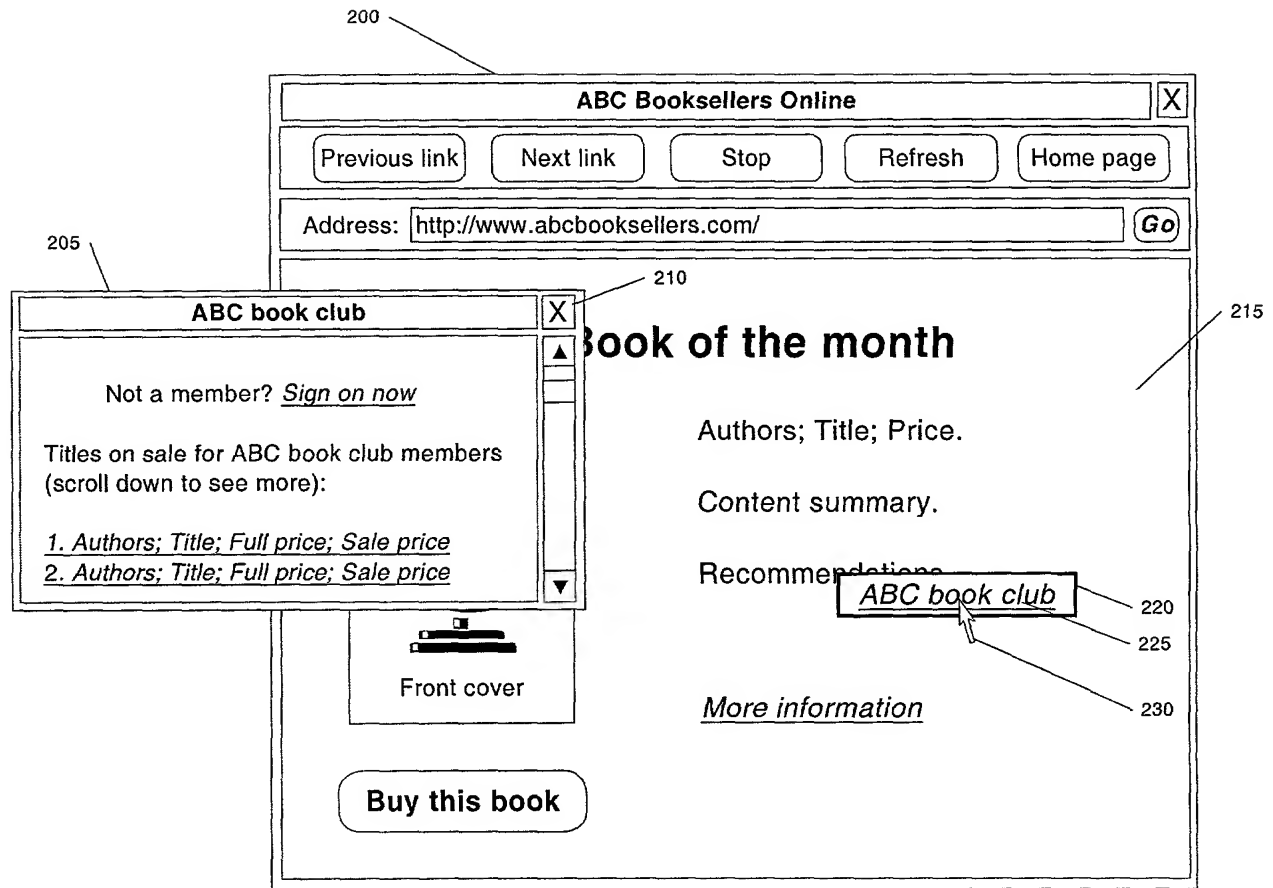 200
ABC Booksellers Online X
Previous link Next link Stop Refresh Home page
Address: http://www.abcbooksellers.com/ Go
205
210
215
ABC book club X
Book of the month
Not a member? Sign on now
Titles on sale for ABC book club members
(scroll down to see more):
1. Authors; Title; Full price; Sale price
2. Authors; Title; Full price; Sale price
Authors; Title; Price.
Content summary.
Recommendations
ABC book club
220
225
230
Front cover
More information
Buy this book